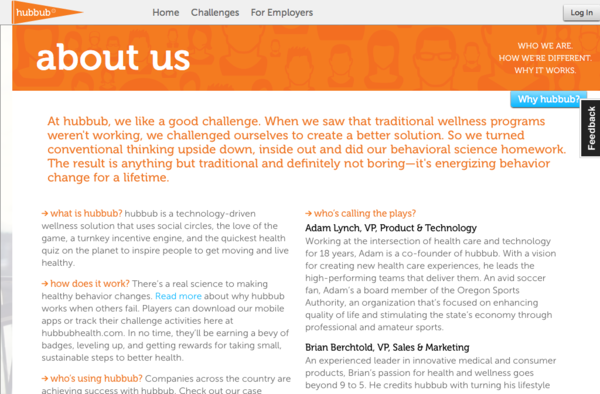 hubbub
Home
Challenges
For Employers
Log In
about us
WHO WE ARE.
HOW WE'RE DIFFERENT.
WHY IT WORKS.
Why hubbub?
Feedback
At hubbub, we like a good challenge. When we saw that traditional wellness programs
weren't working, we challenged ourselves to create a better solution. So we turned
conventional thinking upside down, inside out and did our behavioral science homework.
The result is anything but traditional and definitely not boring—it's energizing behavior
change for a lifetime.
→ what is hubbub? hubbub is a technology-driven
wellness solution that uses social circles, the love of the
game, a turnkey incentive engine, and the quickest health
quiz on the planet to inspire people to get moving and live
healthy.
→ how does it work? There's a real science to making
healthy behavior changes. Read more about why hubbub
works when others fail. Players can download our mobile
apps or track their challenge activities here at
hubbubhealth.com. In no time, they'll be earning a bevy of
badges, leveling up, and getting rewards for taking small,
sustainable steps to better health.
→ who's using hubbub? Companies across the country are
achieving success with hubbub. Check out our case
→ who's calling the plays?
Adam Lynch, VP, Product & Technology
Working at the intersection of health care and technology
for 18 years, Adam is a co-founder of hubbub. With a vision
for creating new health care experiences, he leads the
high-performing teams that deliver them. An avid soccer
fan, Adam's a board member of the Oregon Sports
Authority, an organization that's focused on enhancing
quality of life and stimulating the state's economy through
professional and amateur sports.
Brian Berchtold, VP, Sales & Marketing
An experienced leader in innovative medical and consumer
products, Brian's passion for health and wellness goes
beyond 9 to 5. He credits hubbub with turning his lifestyle